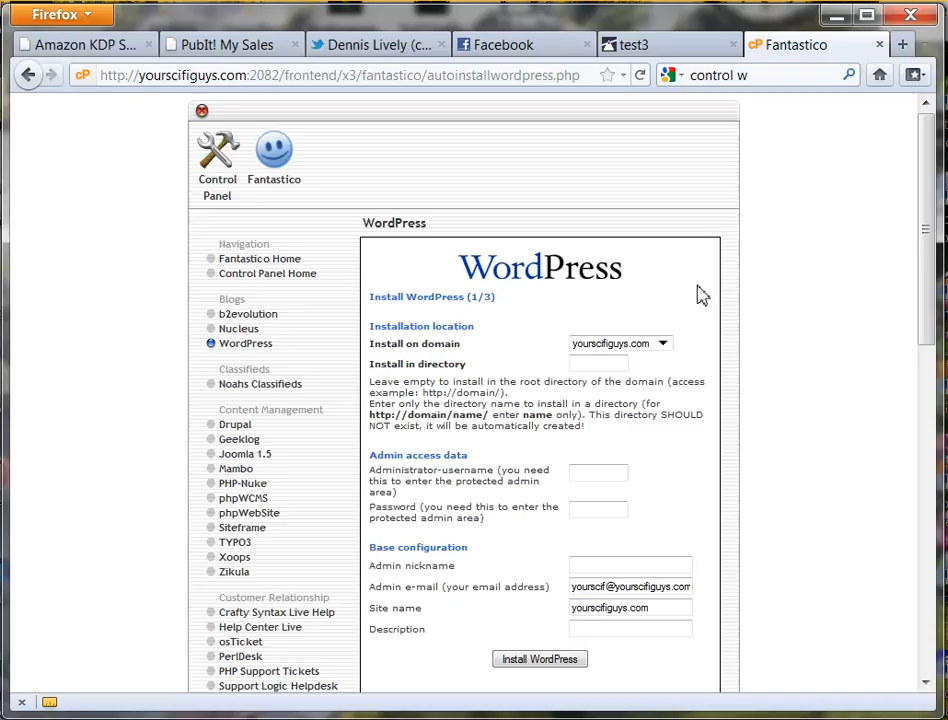 Firefox
Amazon KDP S...
PubIt! My Sales
Dennis Lively (c...
Facebook
test3
cP Fantastico
cP http://yourscifiguys.com:2082/frontend/x3/fantastico/autoinstallwordpress.php
control w
Control Panel
Fantastico
WordPress
Navigation
Fantastico Home
Control Panel Home
Blogs
b2evolution
Nucleus
WordPress
Classifieds
Noahs Classifieds
Content Management
Drupal
Geeklog
Joomla 1.5
Mambo
PHP-Nuke
phpWCMS
phpWebSite
Siteframe
TYPO3
Xoops
Zikula
Customer Relationship
Crafty Syntax Live Help
Help Center Live
osTicket
PerlDesk
PHP Support Tickets
Support Logic Helpdesk
WordPress
Install WordPress (1/3)
Installation location
Install on domain yourscifiguys.com
Install in directory
Leave empty to install in the root directory of the domain (access
example: http://domain/).
Enter only the directory name to install in a directory (for
http://domain/name/ enter name only). This directory SHOULD
NOT exist, it will be automatically created!
Admin access data
Administrator-username (you need
this to enter the protected admin
area)
Password (you need this to enter the
protected admin area)
Base configuration
Admin nickname
Admin e-mail (your email address) yourscif@yourscifiguys.com
Site name yourscifiguys.com
Description
Install WordPress